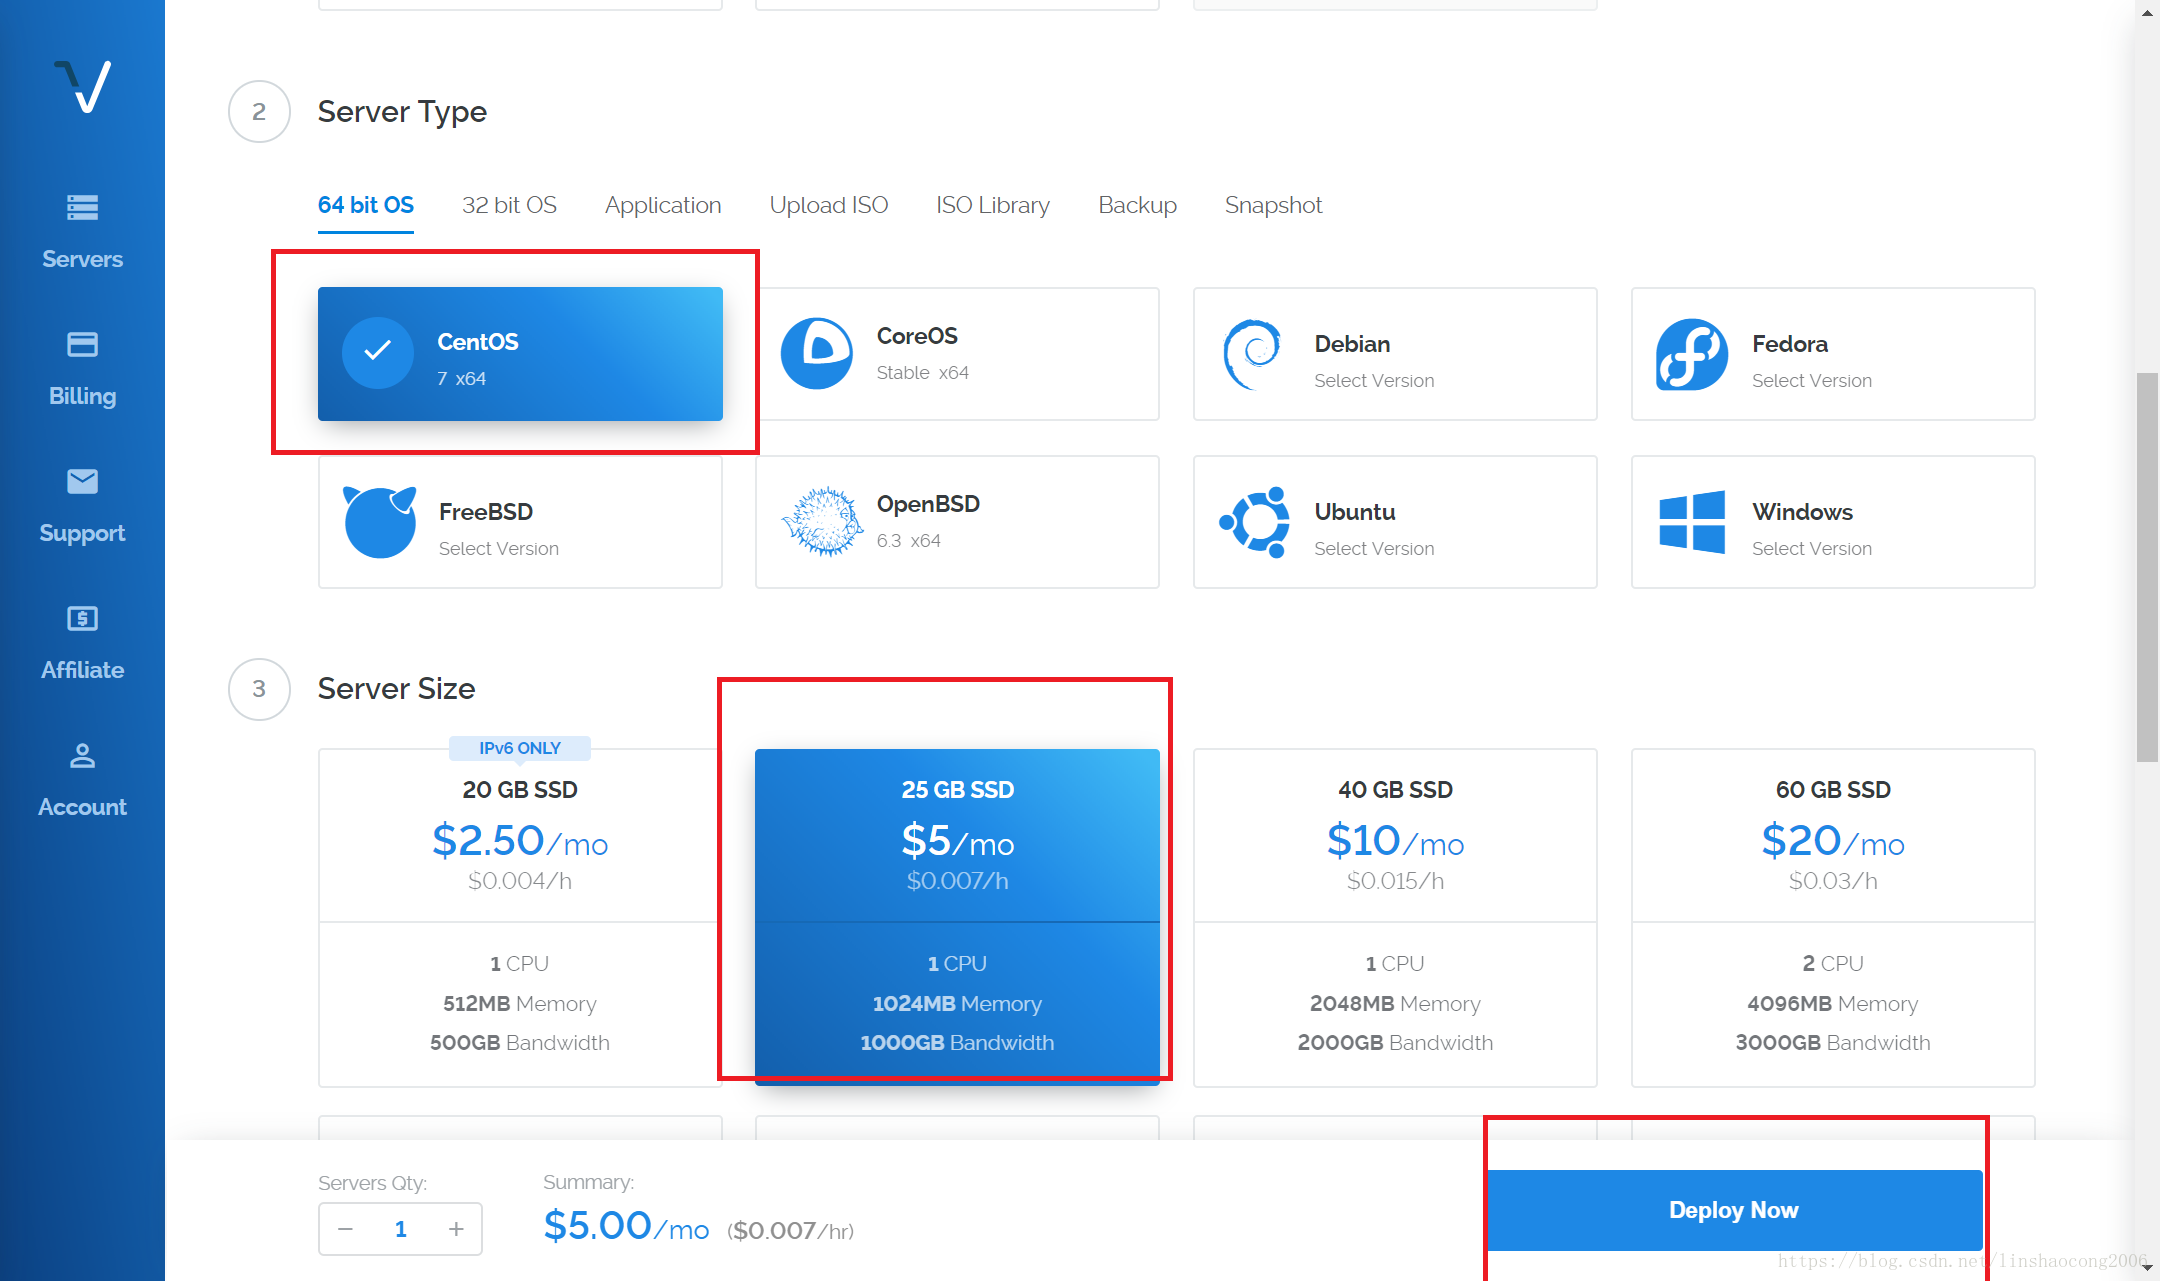 2
Server Type
64 bit OS
32 bit OS
Application
Upload ISO
ISO Library
Backup
Snapshot
CentOS
7 x64
CoreOS
Stable x64
Debian
Select Version
Fedora
Select Version
FreeBSD
Select Version
OpenBSD
6.3 x64
Ubuntu
Select Version
Windows
Select Version
Servers
Billing
Support
Affiliate
Account
3
Server Size
IPv6 ONLY
20 GB SSD
$2.50/mo
$0.004/h
1 CPU
512MB Memory
500GB Bandwidth
25 GB SSD
$5/mo
$0.007/h
1 CPU
1024MB Memory
1000GB Bandwidth
40 GB SSD
$10/mo
$0.015/h
1 CPU
2048MB Memory
2000GB Bandwidth
60 GB SSD
$20/mo
$0.03/h
2 CPU
4096MB Memory
3000GB Bandwidth
Servers Qty:
− 1 +
Summary:
$5.00/mo ($0.007/hr)
Deploy Now
https://blog.csdn.net/linshaocong2006